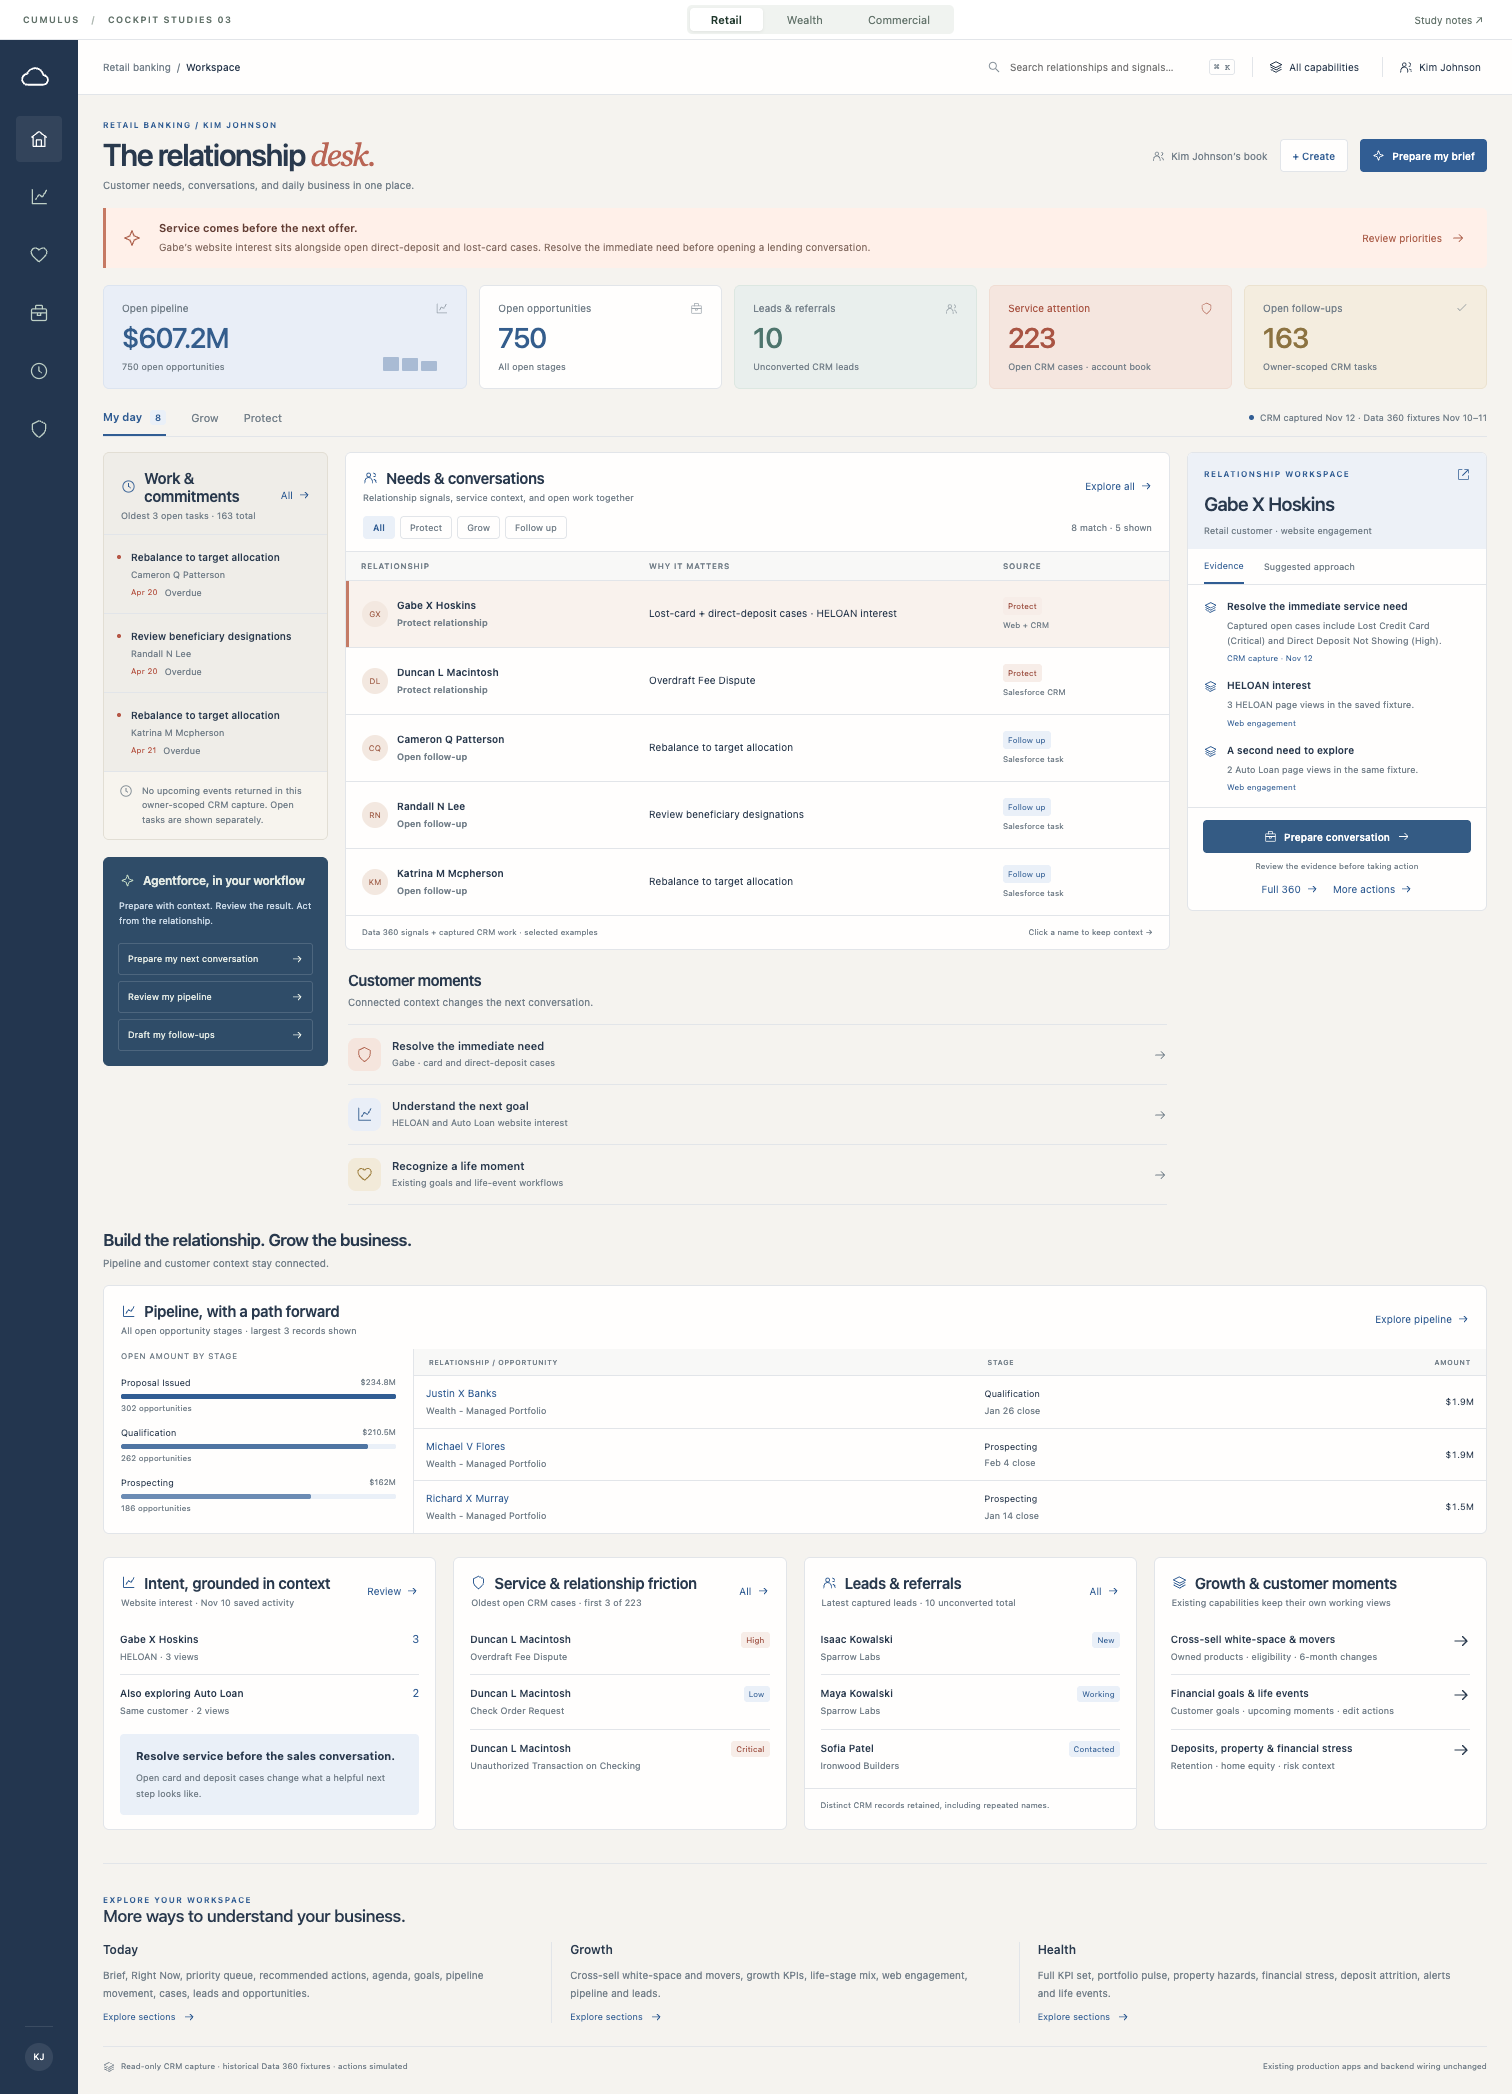 CUMULUS / COCKPIT STUDIES 03
Retail
Wealth
Commercial
Study notes ↗
Retail banking / Workspace
Search relationships and signals...
⌘ K
All capabilities
Kim Johnson
RETAIL BANKING / KIM JOHNSON
The relationship desk.
Customer needs, conversations, and daily business in one place.
Kim Johnson's book
+ Create
Prepare my brief
Service comes before the next offer.
Gabe's website interest sits alongside open direct-deposit and lost-card cases. Resolve the immediate need before opening a lending conversation.
Review priorities →
Open pipeline
$607.2M
750 open opportunities
Open opportunities
750
All open stages
Leads & referrals
10
Unconverted CRM leads
Service attention
223
Open CRM cases · account book
Open follow-ups
163
Owner-scoped CRM tasks
My day 8
Grow
Protect
CRM captured Nov 12 · Data 360 fixtures Nov 10–11
Work &
commitments
All →
Oldest 3 open tasks · 163 total
Rebalance to target allocation
Cameron Q Patterson
Apr 20 Overdue
Review beneficiary designations
Randall N Lee
Apr 20 Overdue
Rebalance to target allocation
Katrina M Mcpherson
Apr 21 Overdue
No upcoming events returned in this
owner-scoped CRM capture. Open
tasks are shown separately.
Agentforce, in your workflow
Prepare with context. Review the result. Act
from the relationship.
Prepare my next conversation →
Review my pipeline →
Draft my follow-ups →
Needs & conversations
Relationship signals, service context, and open work together
Explore all →
All
Protect
Grow
Follow up
8 match · 5 shown
RELATIONSHIP
WHY IT MATTERS
SOURCE
GX
Gabe X Hoskins
Protect relationship
Lost-card + direct-deposit cases · HELOAN interest
Protect
Web + CRM
DL
Duncan L Macintosh
Protect relationship
Overdraft Fee Dispute
Protect
Salesforce CRM
CQ
Cameron Q Patterson
Open follow-up
Rebalance to target allocation
Follow up
Salesforce task
RN
Randall N Lee
Open follow-up
Review beneficiary designations
Follow up
Salesforce task
KM
Katrina M Mcpherson
Open follow-up
Rebalance to target allocation
Follow up
Salesforce task
Data 360 signals + captured CRM work · selected examples
Click a name to keep context →
Customer moments
Connected context changes the next conversation.
Resolve the immediate need
Gabe · card and direct-deposit cases
→
Understand the next goal
HELOAN and Auto Loan website interest
→
Recognize a life moment
Existing goals and life-event workflows
→
RELATIONSHIP WORKSPACE
Gabe X Hoskins
Retail customer · website engagement
Evidence
Suggested approach
Resolve the immediate service need
Captured open cases include Lost Credit Card
(Critical) and Direct Deposit Not Showing (High).
CRM capture · Nov 12
HELOAN interest
3 HELOAN page views in the saved fixture.
Web engagement
A second need to explore
2 Auto Loan page views in the same fixture.
Web engagement
Prepare conversation →
Review the evidence before taking action
Full 360 →
More actions →
Build the relationship. Grow the business.
Pipeline and customer context stay connected.
Pipeline, with a path forward
All open opportunity stages · largest 3 records shown
Explore pipeline →
OPEN AMOUNT BY STAGE
Proposal Issued $234.8M
302 opportunities
Qualification $210.5M
262 opportunities
Prospecting $162M
186 opportunities
RELATIONSHIP / OPPORTUNITY
STAGE
AMOUNT
Justin X Banks
Wealth - Managed Portfolio
Qualification
Jan 26 close
$1.9M
Michael V Flores
Wealth - Managed Portfolio
Prospecting
Feb 4 close
$1.9M
Richard X Murray
Wealth - Managed Portfolio
Prospecting
Jan 14 close
$1.5M
Intent, grounded in context
Website interest · Nov 10 saved activity
Review →
Gabe X Hoskins 3
HELOAN · 3 views
Also exploring Auto Loan 2
Same customer · 2 views
Resolve service before the sales conversation.
Open card and deposit cases change what a helpful next
step looks like.
Service & relationship friction
Oldest open CRM cases · first 3 of 223
All →
Duncan L Macintosh High
Overdraft Fee Dispute
Duncan L Macintosh Low
Check Order Request
Duncan L Macintosh Critical
Unauthorized Transaction on Checking
Leads & referrals
Latest captured leads · 10 unconverted total
All →
Isaac Kowalski New
Sparrow Labs
Maya Kowalski Working
Sparrow Labs
Sofia Patel Contacted
Ironwood Builders
Distinct CRM records retained, including repeated names.
Growth & customer moments
Existing capabilities keep their own working views
Cross-sell white-space & movers →
Owned products · eligibility · 6-month changes
Financial goals & life events →
Customer goals · upcoming moments · edit actions
Deposits, property & financial stress →
Retention · home equity · risk context
EXPLORE YOUR WORKSPACE
More ways to understand your business.
Today
Brief, Right Now, priority queue, recommended actions, agenda, goals, pipeline
movement, cases, leads and opportunities.
Explore sections →
Growth
Cross-sell white-space and movers, growth KPIs, life-stage mix, web engagement,
pipeline and leads.
Explore sections →
Health
Full KPI set, portfolio pulse, property hazards, financial stress, deposit attrition, alerts
and life events.
Explore sections →
KJ
Read-only CRM capture · historical Data 360 fixtures · actions simulated
Existing production apps and backend wiring unchanged